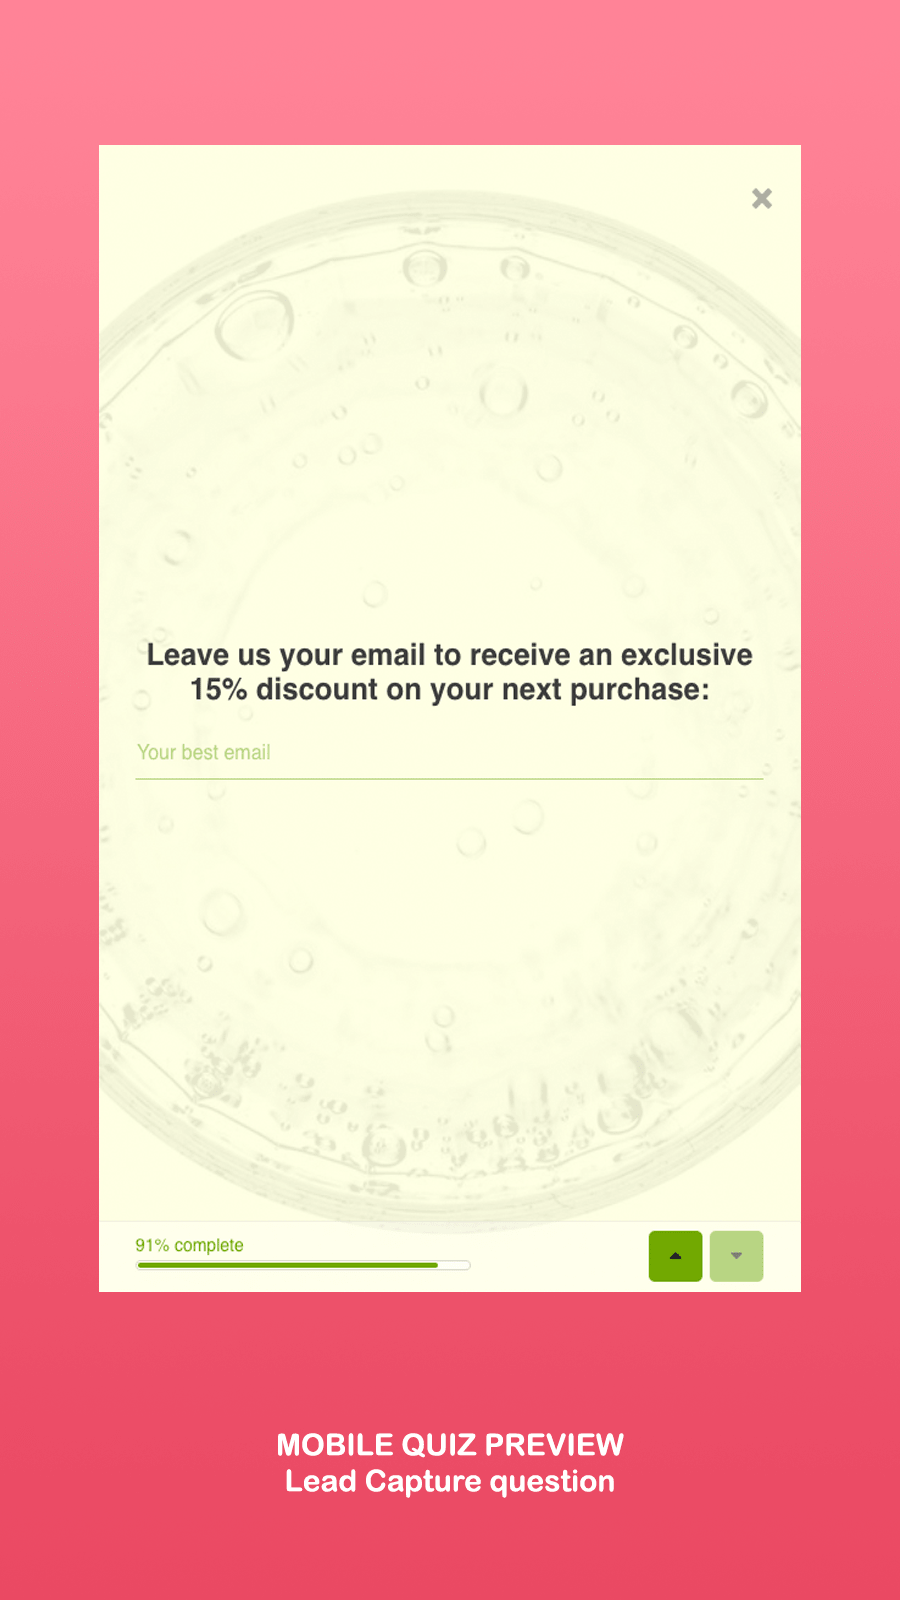 Leave us your email to receive an exclusive
15% discount on your next purchase:
Your best email
91% complete
MOBILE QUIZ PREVIEW
Lead Capture question